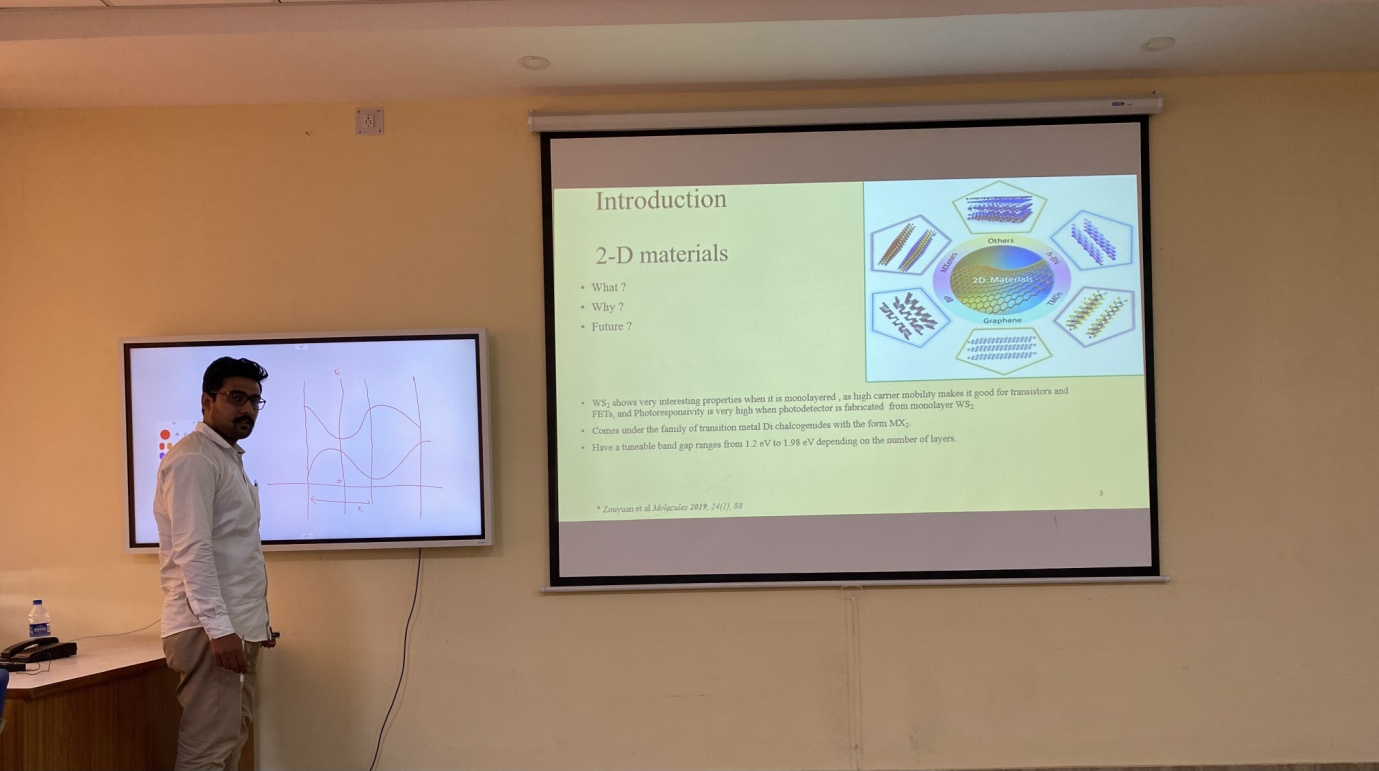 Introduction
2-D materials
• What ?
• Why ?
• Future ?
Others
MXenes
h-BN
2D Materials
BP
TMDs
Graphene
• WS₂ shows very interesting properties when it is monolayered , as high carrier mobility makes it good for transistors and
FETs, and Photoresponsivity is very high when photodetector is fabricated from monolayer WS₂
• Comes under the family of transition metal Di chalcogenides with the form MX₂.
• Have a tuneable band gap ranges from 1.2 eV to 1.98 eV depending on the number of layers.
3
* Zouyuan et al.Molecules 2019, 24(1), 88